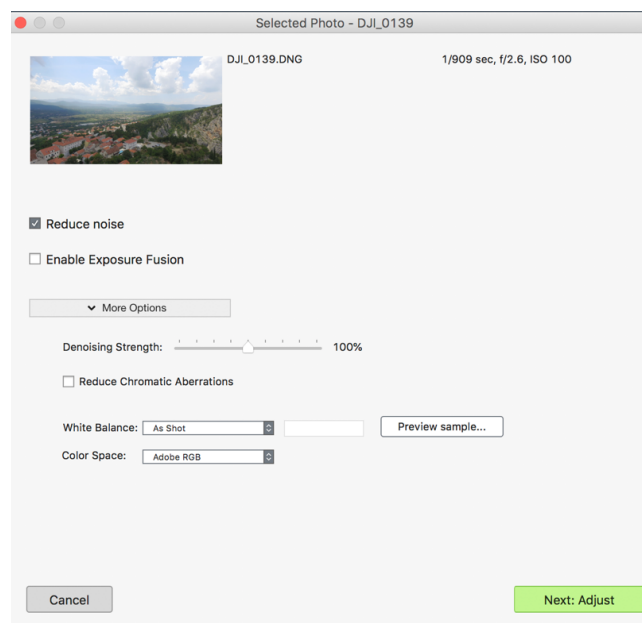 Selected Photo - DJI_0139
DJI_0139.DNG 1/909 sec, f/2.6, ISO 100
Reduce noise
Enable Exposure Fusion
More Options
Denoising Strength: 100%
Reduce Chromatic Aberrations
White Balance: As Shot Preview sample...
Color Space: Adobe RGB
Cancel Next: Adjust